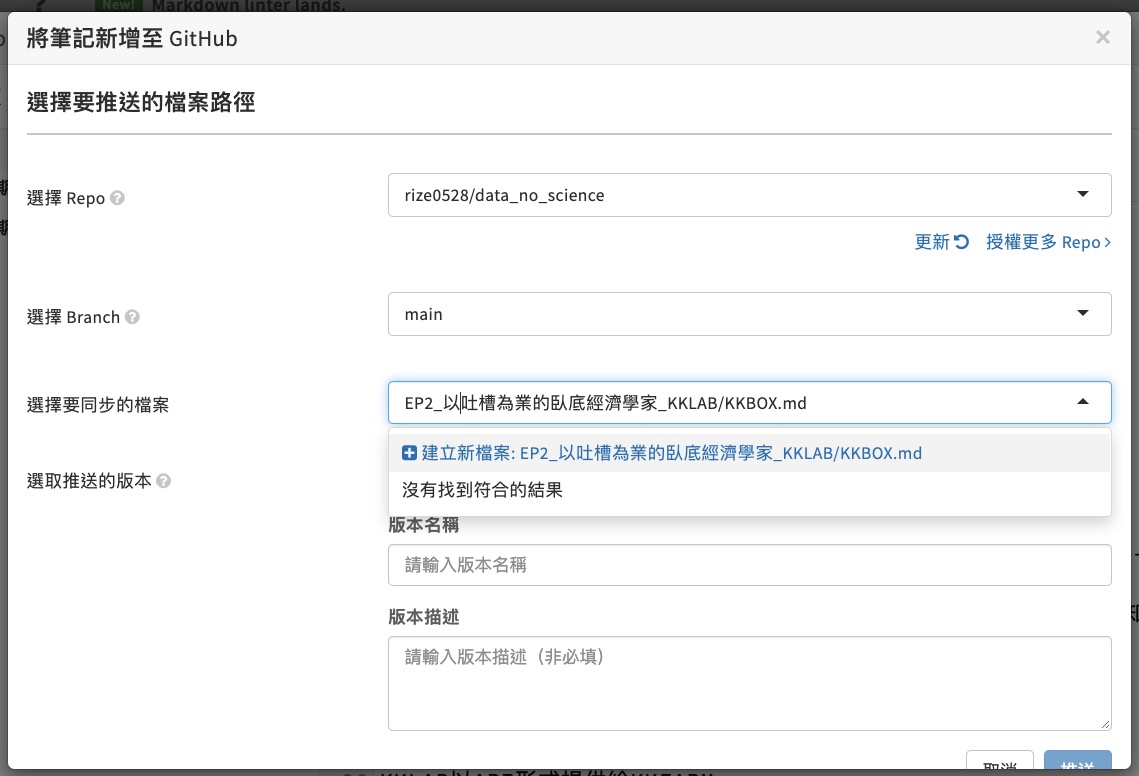 New! Markdown linter lands.
將筆記新增至 GitHub
×
選擇要推送的檔案路徑
選擇 Repo ?
rize0528/data_no_science
更新 授權更多 Repo
選擇 Branch ?
main
選擇要同步的檔案
EP2_以吐槽為業的臥底經濟學家_KKLAB/KKBOX.md
建立新檔案: EP2_以吐槽為業的臥底經濟學家_KKLAB/KKBOX.md
沒有找到符合的結果
選取推送的版本 ?
版本名稱
請輸入版本名稱
版本描述
請輸入版本描述（非必填）
取消 推送